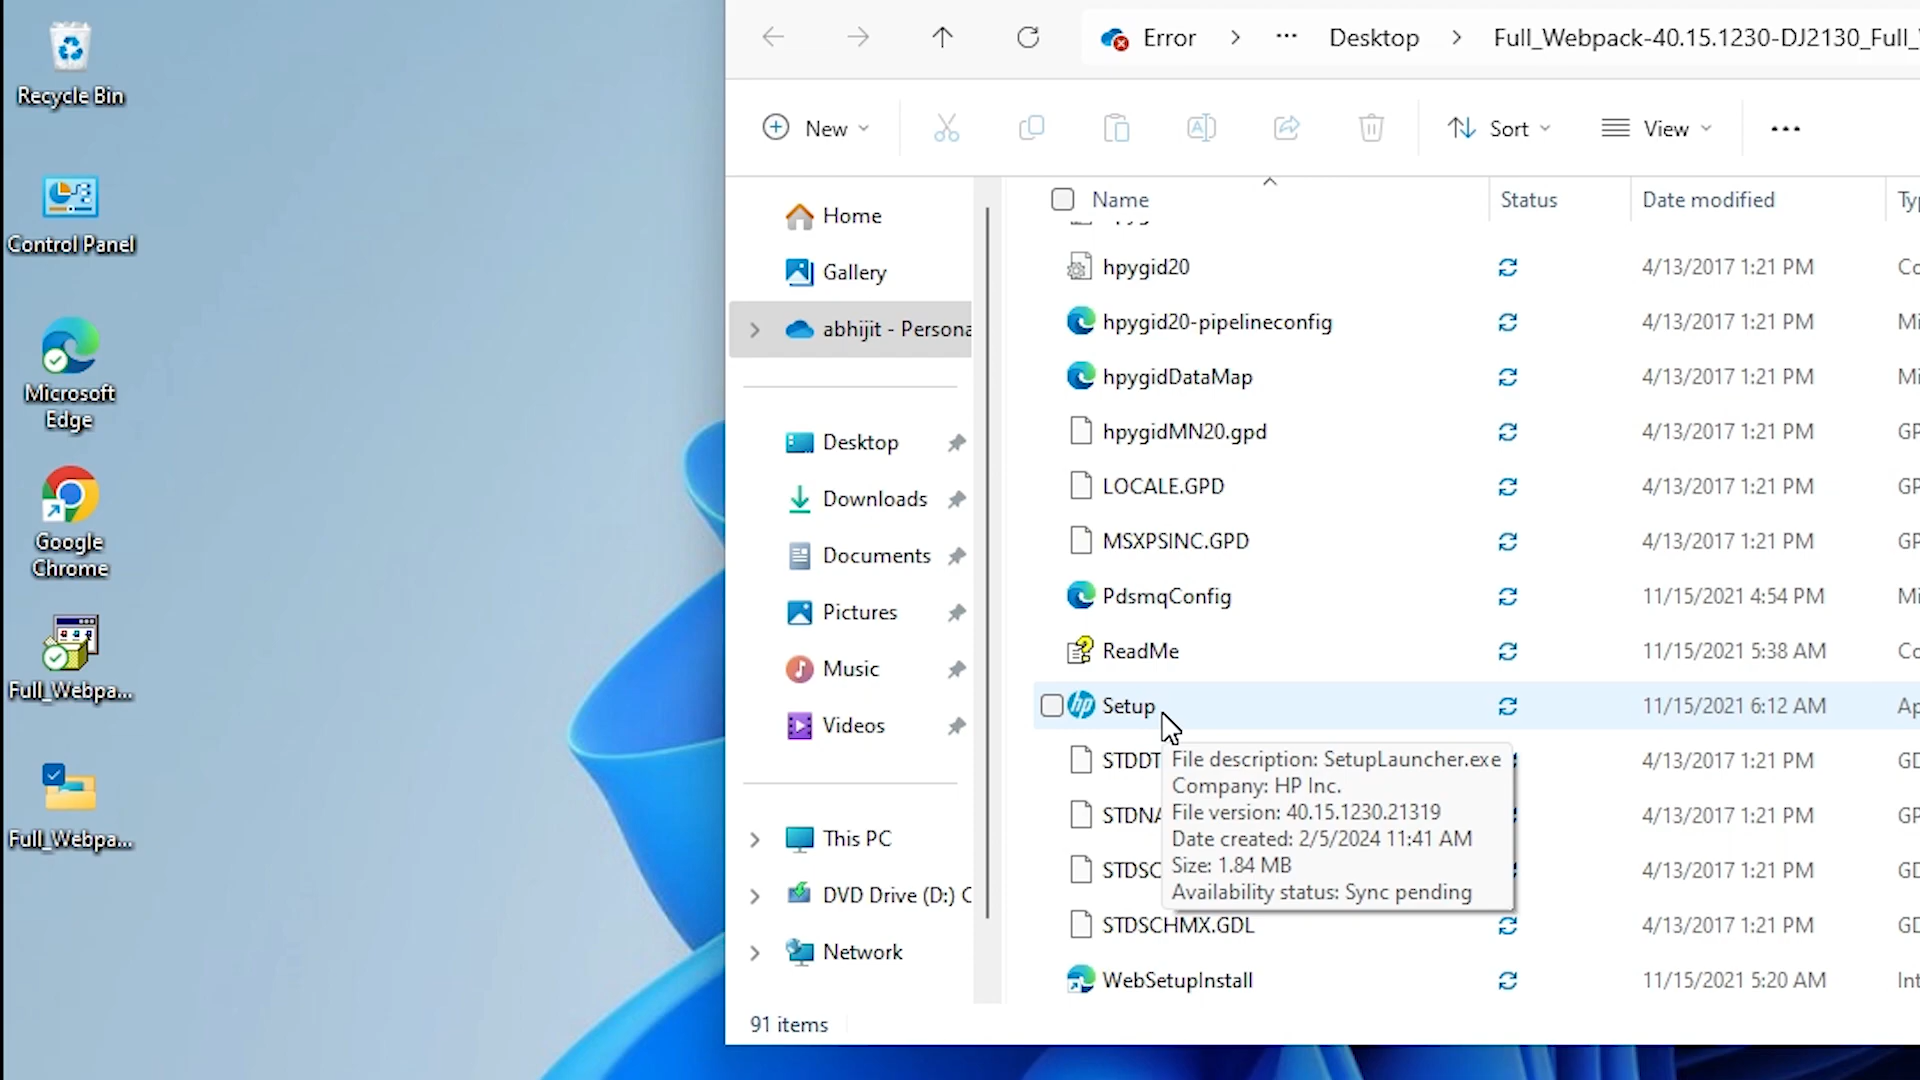 Recycle Bin
Control Panel
Microsoft
Edge
Google
Chrome
Full_Webpa...
Full_Webpa...
Error > ... Desktop > Full_Webpack-40.15.1230-DJ2130_Full_
New
Sort
View
...
Home
Gallery
abhijit - Persona
Desktop
Downloads
Documents
Pictures
Music
Videos
This PC
DVD Drive (D:) C
Network
Name Status Date modified Ty
hpygid20 4/13/2017 1:21 PM Co
hpygid20-pipelineconfig 4/13/2017 1:21 PM Mi
hpygidDataMap 4/13/2017 1:21 PM Mi
hpygidMN20.gpd 4/13/2017 1:21 PM GP
LOCALE.GPD 4/13/2017 1:21 PM GP
MSXPSINC.GPD 4/13/2017 1:21 PM GP
PdsmqConfig 11/15/2021 4:54 PM Mi
ReadMe 11/15/2021 5:38 AM Co
hp Setup 11/15/2021 6:12 AM Ap
STDDT 4/13/2017 1:21 PM GD
STDNA 4/13/2017 1:21 PM GP
STDSC 4/13/2017 1:21 PM GD
STDSCHMX.GDL 4/13/2017 1:21 PM GD
WebSetupInstall 11/15/2021 5:20 AM Int
File description: SetupLauncher.exe
Company: HP Inc.
File version: 40.15.1230.21319
Date created: 2/5/2024 11:41 AM
Size: 1.84 MB
Availability status: Sync pending
91 items